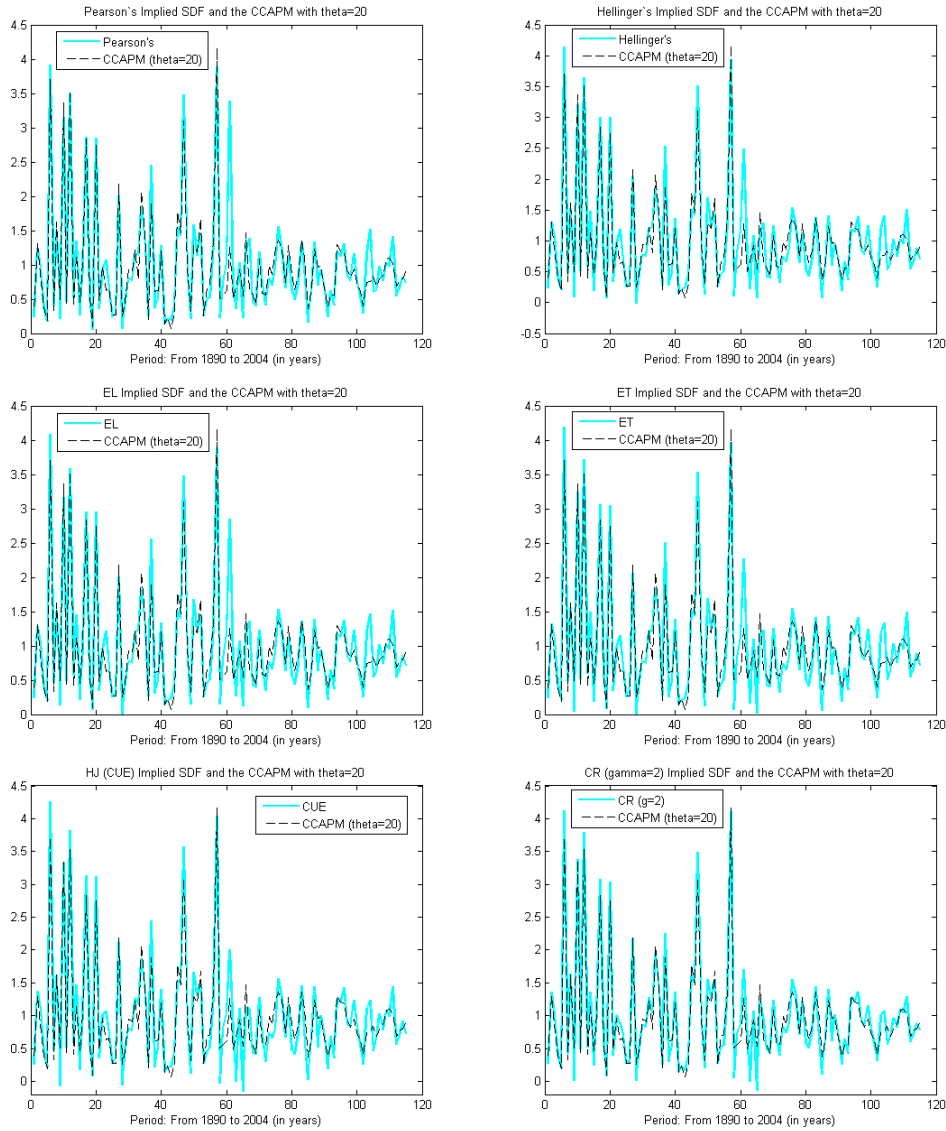 Pearson`s Implied SDF and the CCAPM with theta=20
4.5
4
3.5
3
2.5
2
1.5
1
0.5
0
Pearson's
CCAPM (theta=20)
0 20 40 60 80 100 120
Period: From 1890 to 2004 (in years)
Hellinger`s Implied SDF and the CCAPM with theta=20
4.5
4
3.5
3
2.5
2
1.5
1
0.5
0
-0.5
Hellinger's
CCAPM (theta=20)
0 20 40 60 80 100 120
Period: From 1890 to 2004 (in years)
EL Implied SDF and the CCAPM with theta=20
4.5
4
3.5
3
2.5
2
1.5
1
0.5
0
EL
CCAPM (theta=20)
0 20 40 60 80 100 120
Period: From 1890 to 2004 (in years)
ET Implied SDF and the CCAPM with theta=20
4.5
4
3.5
3
2.5
2
1.5
1
0.5
0
ET
CCAPM (theta=20)
0 20 40 60 80 100 120
Period: From 1890 to 2004 (in years)
HJ (CUE) Implied SDF and the CCAPM with theta=20
4.5
4
3.5
3
2.5
2
1.5
1
0.5
0
CUE
CCAPM (theta=20)
0 20 40 60 80 100 120
Period: From 1890 to 2004 (in years)
CR (gamma=2) Implied SDF and the CCAPM with theta=20
4.5
4
3.5
3
2.5
2
1.5
1
0.5
0
CR (g=2)
CCAPM (theta=20)
0 20 40 60 80 100 120
Period: From 1890 to 2004 (in years)